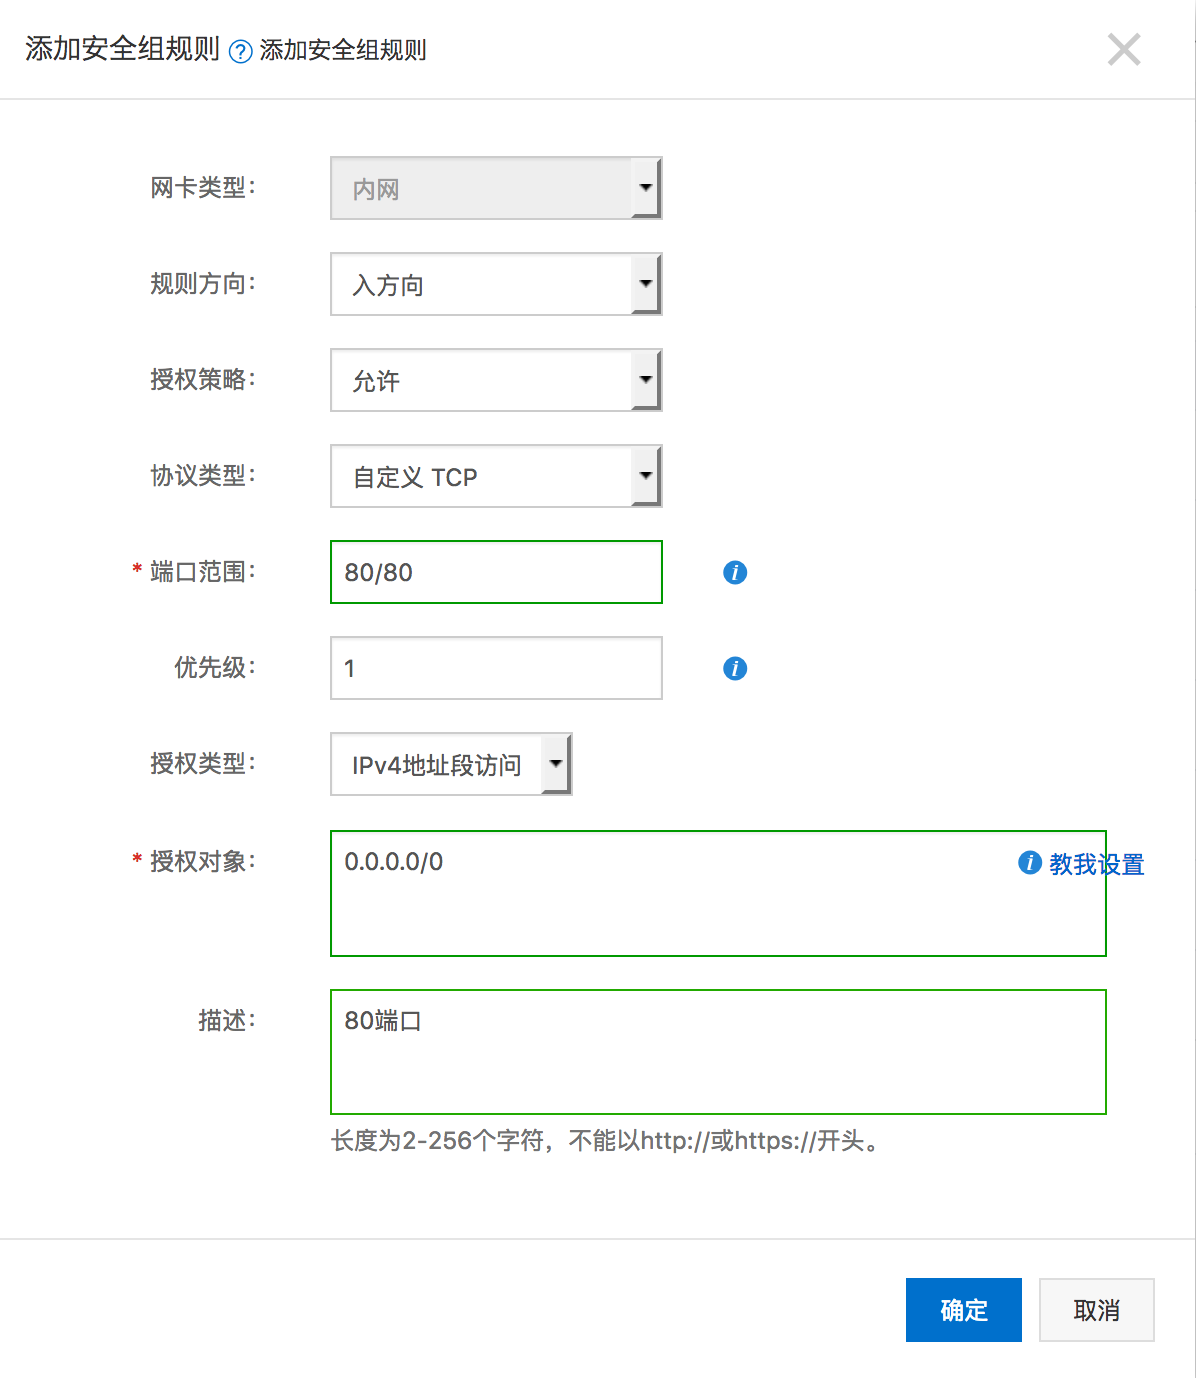 添加安全组规则 ? 添加安全组规则
网卡类型： 内网
规则方向： 入方向
授权策略： 允许
协议类型： 自定义 TCP
* 端口范围： 80/80
优先级： 1
授权类型： IPv4地址段访问
* 授权对象： 0.0.0.0/0 教我设置
描述： 80端口
长度为2-256个字符，不能以http://或https://开头。
确定 取消